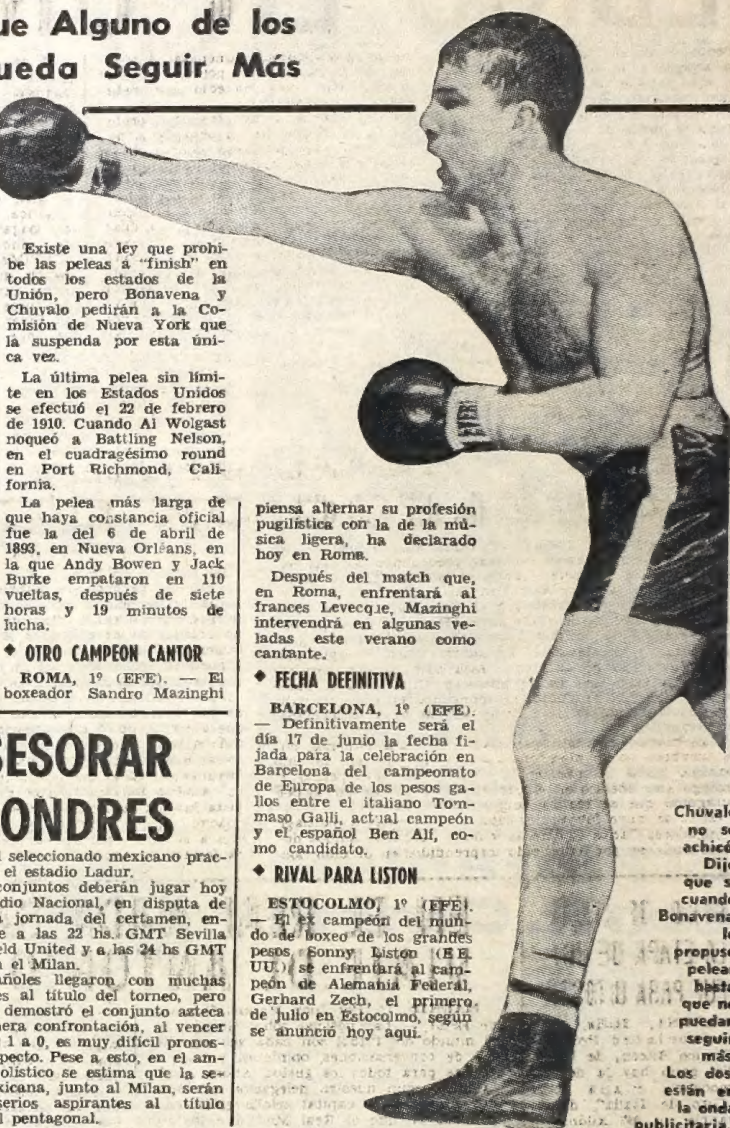 ue Alguno de los
ueda Seguir Más
Existe una ley que prohi-
be las peleas a "finish" en
todos los estados de la
Unión, pero Bonavena y
Chuvalo pedirán a la Co-
misión de Nueva York que
la suspenda por esta úni-
ca vez.
La última pelea sin lími-
te en los Estados Unidos
se efectuó el 22 de febrero
de 1910. Cuando Al Wolgast
noqueó a Battling Nelson,
en el cuadragésimo round
en Port Richmond, Cali-
fornia.
La pelea más larga de
que haya constancia oficial
fue la del 6 de abril de
1893, en Nueva Orléans, en
la que Andy Bowen y Jack
Burke empataron en 110
vueltas, después de siete
horas y 19 minutos de
lucha.
OTRO CAMPEON CANTOR
ROMA, 1º (EFE). — El
boxeador Sandro Mazinghi
piensa alternar su profesión
pugilística con la de la mú-
sica ligera, ha declarado
hoy en Roma.
Después del match que,
en Roma, enfrentará al
frances Levecque, Mazinghi
intervendrá en algunas ve-
ladas este verano como
cantante.
FECHA DEFINITIVA
BARCELONA, 1º (EFE).
— Definitivamente será el
día 17 de junio la fecha fi-
jada para la celebración en
Barcelona del campeonato
de Europa de los pesos ga-
llos entre el italiano Tom-
maso Galli, actual campeón
y el español Ben Alí, co-
mo candidato.
RIVAL PARA LISTON
ESTOCOLMO, 1º (EFE).
— El ex campeón del mun-
do de boxeo de los grandes
pesos, Sonny Liston (EE.
UU.) se enfrentará al cam-
peón de Alemania Federal,
Gerhard Zech, el primero
de julio en Estocolmo, según
se anunció hoy aquí.
SESORAR
ONDRES
l seleccionado mexicano prac-
el estadio Ladur.
conjuntos deberán jugar hoy
dio Nacional, en disputa de
a jornada del certamen, en-
e a las 22 hs. GMT Sevilla
eld United y a las 24 hs GMT
n el Milan.
añoles llegaron con muchas
es al título del torneo, pero
demostró el conjunto azteca
mera confrontación, al vencer
1 a 0, es muy difícil pronos-
pecto. Pese a esto, en el am-
olístico se estima que la se-
exicana, junto al Milan, serán
serios aspirantes al título
l pentagonal.
Chuvalo
no se
achicó
Dijo
que sí
cuando
Bonavena
le
propuso
pelear
hasta
que no
puedan
seguir
más.
Los dos
están en
la onda
publicitaria